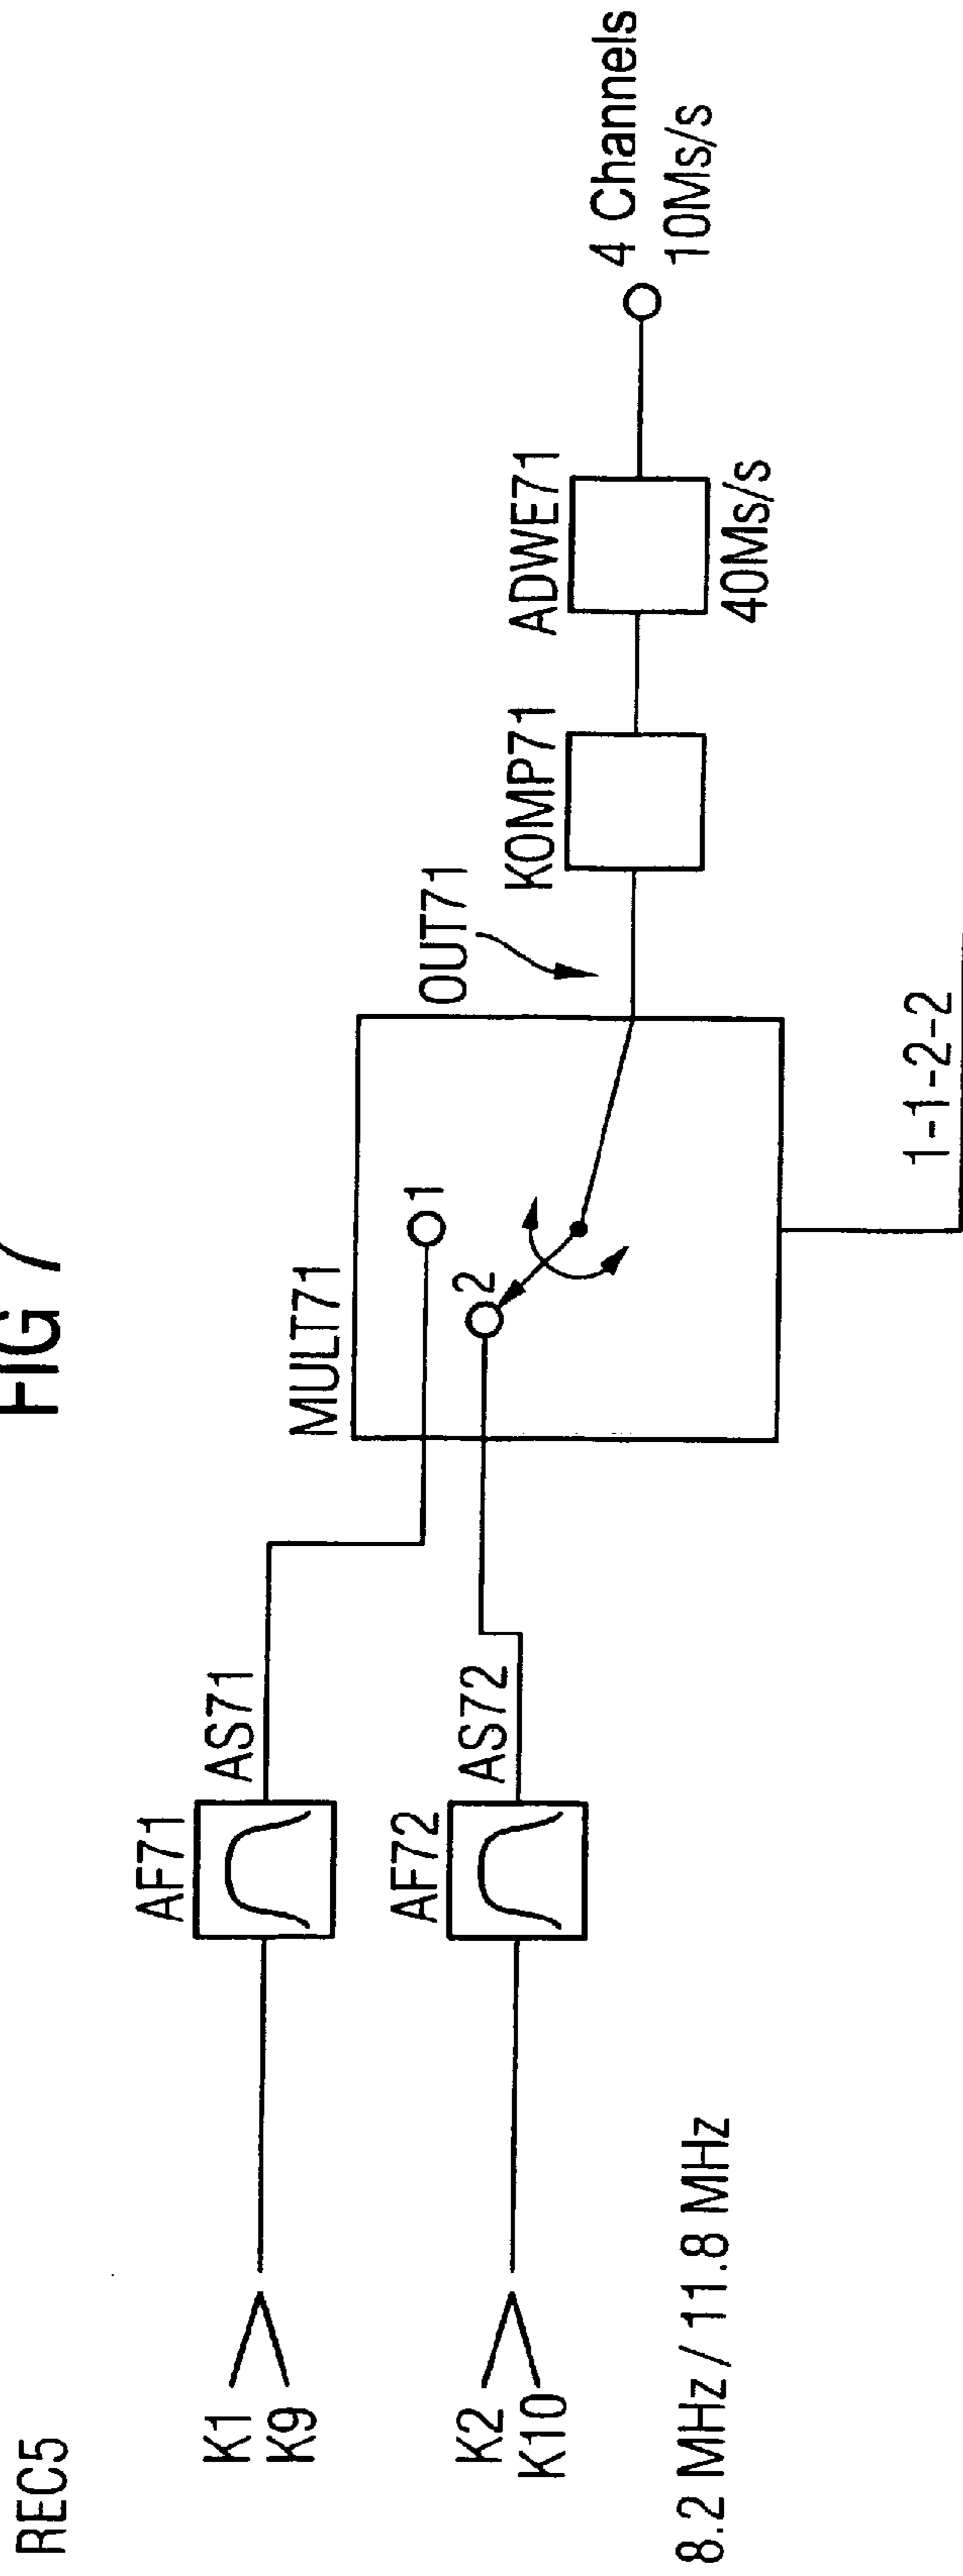 FIG 7
REC5
K1
K9
AF71
AS71
K2
K10
AF72
AS72
8.2 MHz / 11.8 MHz
MULT71
1
2
1-1-2-2
OUT71
KOMP71
ADWE71
40Ms/s
4 Channels
10Ms/s